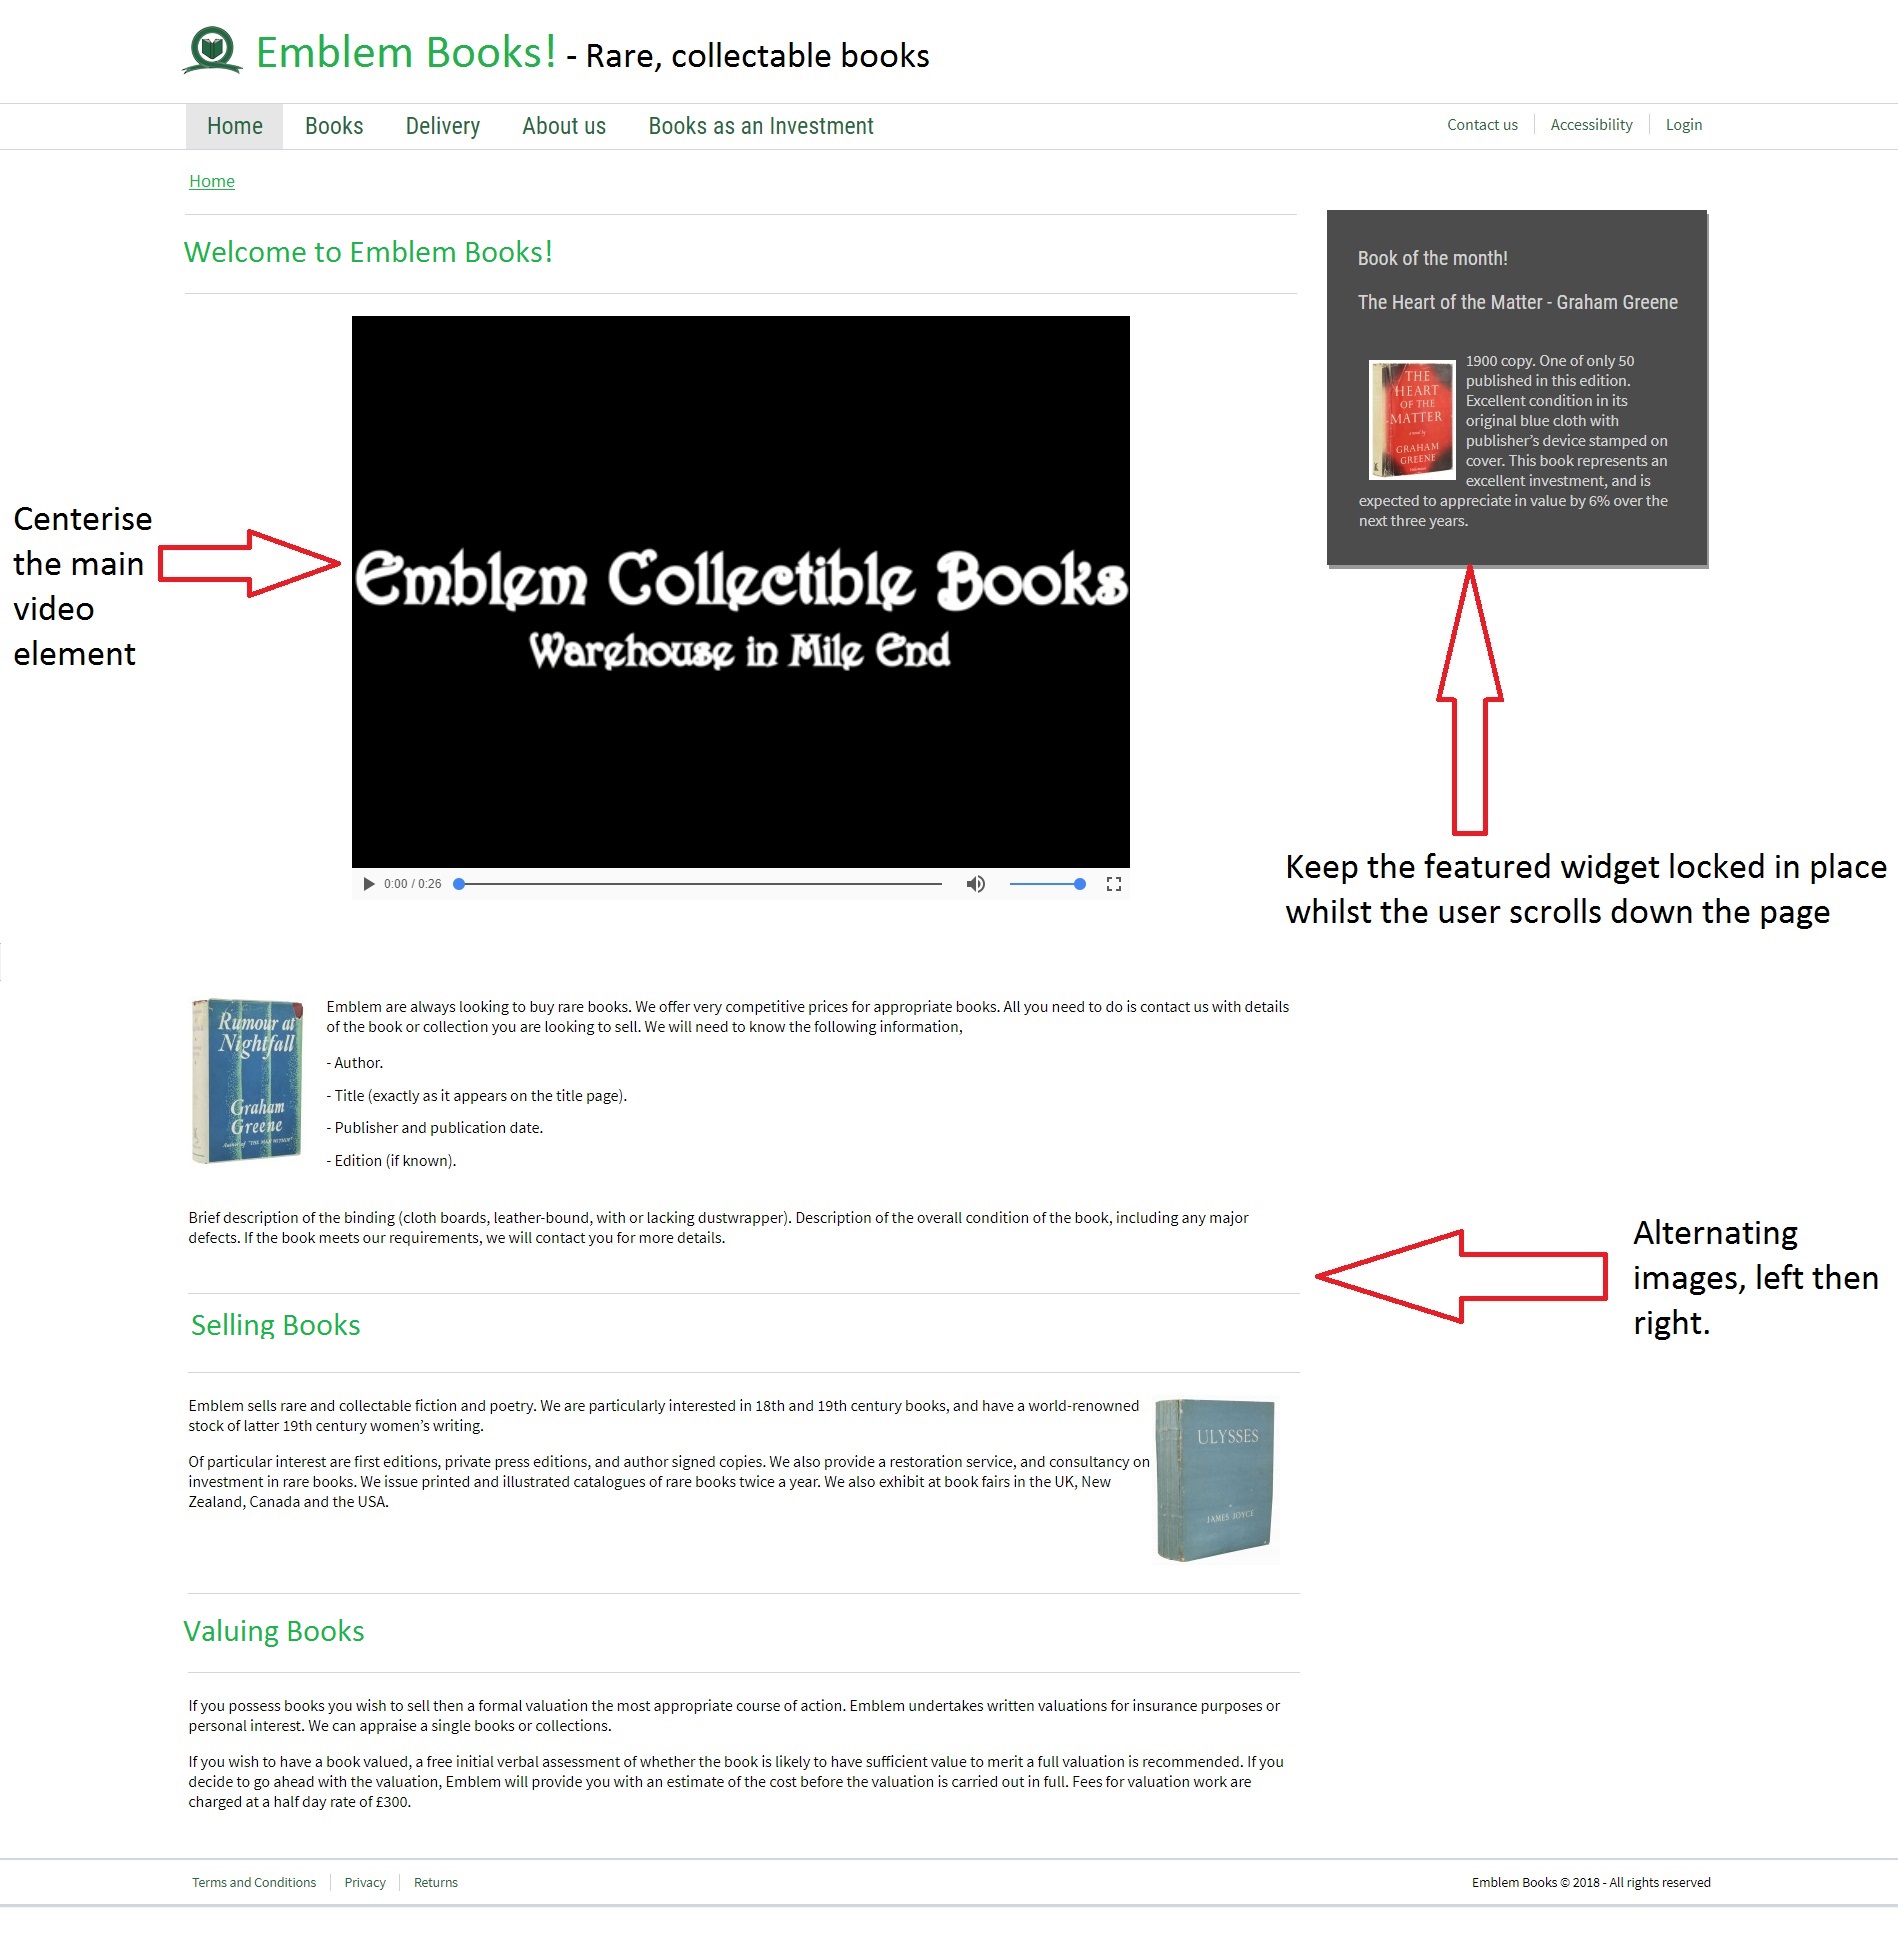 Emblem Books! - Rare, collectable books
Home Books Delivery About us Books as an Investment Contact us Accessibility Login
Home
Welcome to Emblem Books!
Emblem Collectible Books
Warehouse in Mile End
0:00 / 0:26
Centerise
the main
video
element
Book of the month!
The Heart of the Matter - Graham Greene
THE
HEART
OF THE
MATTER
a novel by
GRAHAM
GREENE
1900 copy. One of only 50
published in this edition.
Excellent condition in its
original blue cloth with
publisher’s device stamped on
cover. This book represents an
excellent investment, and is
expected to appreciate in value by 6% over the
next three years.
Keep the featured widget locked in place
whilst the user scrolls down the page
Rumour at
Nightfall
Graham
Greene
Author of "THE MAN WITHIN"
Emblem are always looking to buy rare books. We offer very competitive prices for appropriate books. All you need to do is contact us with details
of the book or collection you are looking to sell. We will need to know the following information,
- Author.
- Title (exactly as it appears on the title page).
- Publisher and publication date.
- Edition (if known).
Brief description of the binding (cloth boards, leather-bound, with or lacking dustwrapper). Description of the overall condition of the book, including any major
defects. If the book meets our requirements, we will contact you for more details.
Alternating
images, left then
right.
Selling Books
Emblem sells rare and collectable fiction and poetry. We are particularly interested in 18th and 19th century books, and have a world-renowned
stock of latter 19th century women’s writing.
Of particular interest are first editions, private press editions, and author signed copies. We also provide a restoration service, and consultancy on
investment in rare books. We issue printed and illustrated catalogues of rare books twice a year. We also exhibit at book fairs in the UK, New
Zealand, Canada and the USA.
ULYSSES
JAMES JOYCE
Valuing Books
If you possess books you wish to sell then a formal valuation the most appropriate course of action. Emblem undertakes written valuations for insurance purposes or
personal interest. We can appraise a single books or collections.
If you wish to have a book valued, a free initial verbal assessment of whether the book is likely to have sufficient value to merit a full valuation is recommended. If you
decide to go ahead with the valuation, Emblem will provide you with an estimate of the cost before the valuation is carried out in full. Fees for valuation work are
charged at a half day rate of £300.
Terms and Conditions Privacy Returns Emblem Books © 2018 - All rights reserved